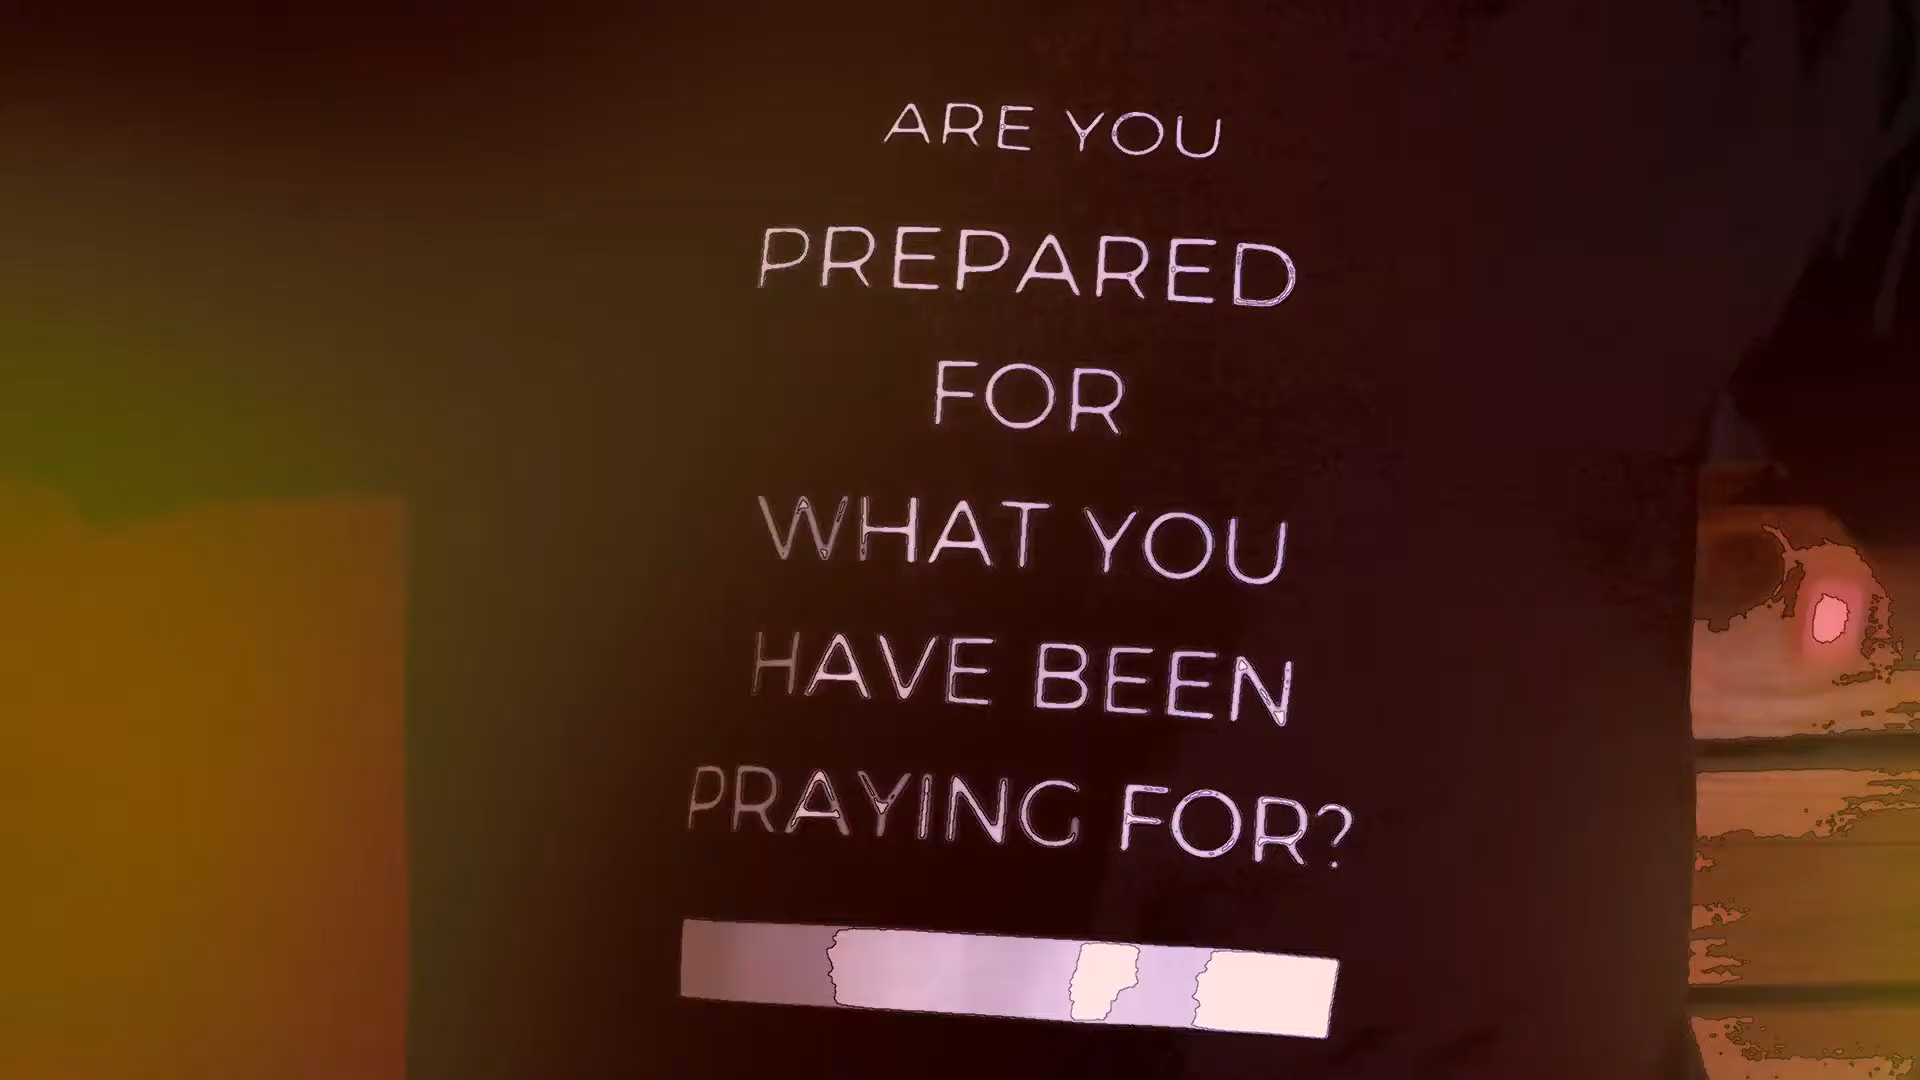 ARE YOU
PREPARED
FOR
WHAT YOU
HAVE BEEN
PRAYING FOR?